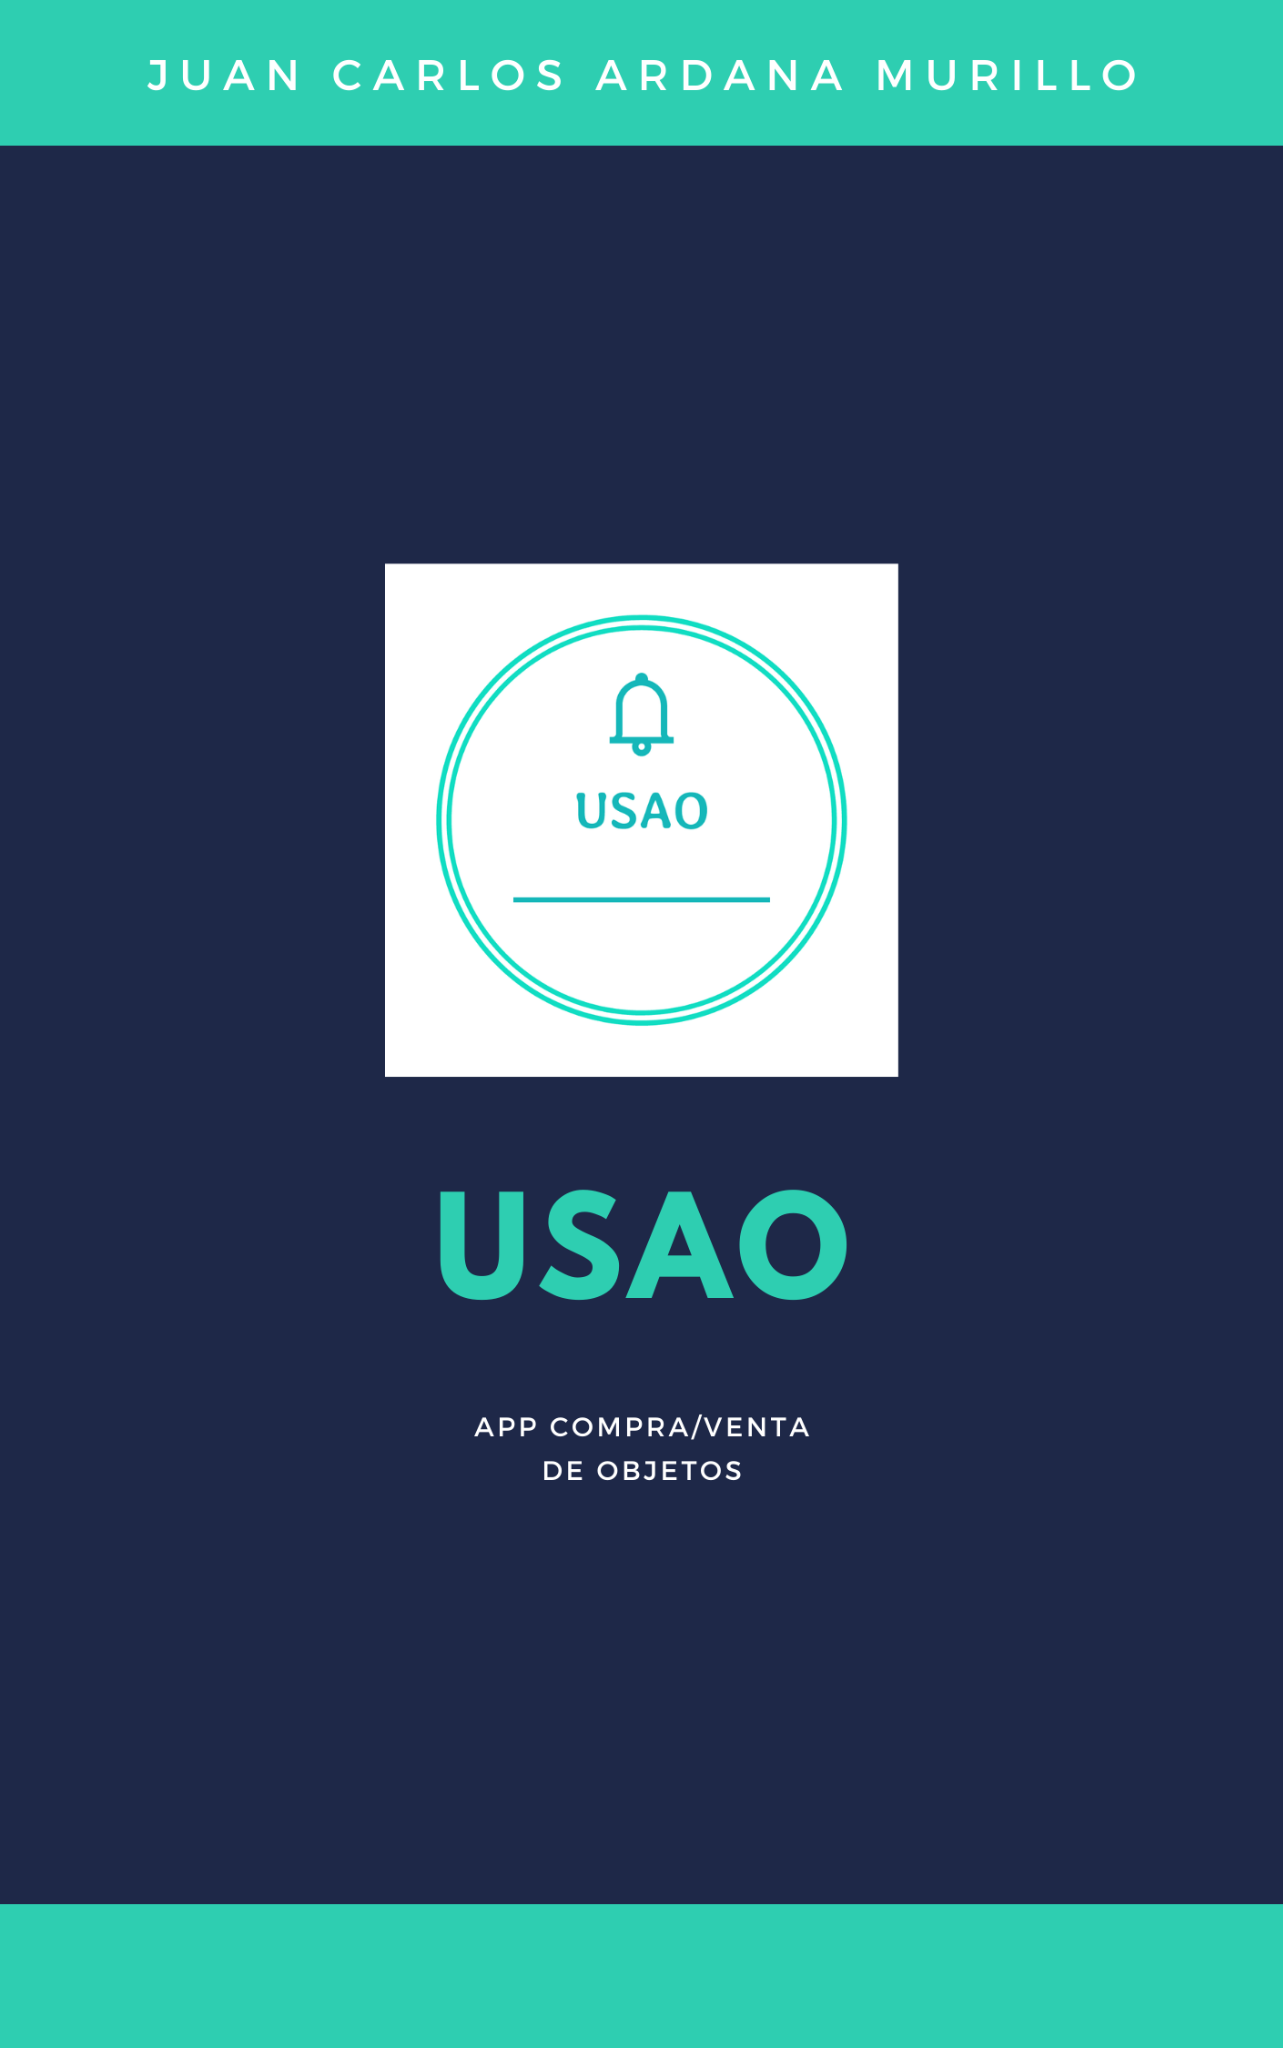 JUAN CARLOS ARDANA MURILLO
USAO
USAO
APP COMPRA/VENTA
DE OBJETOS